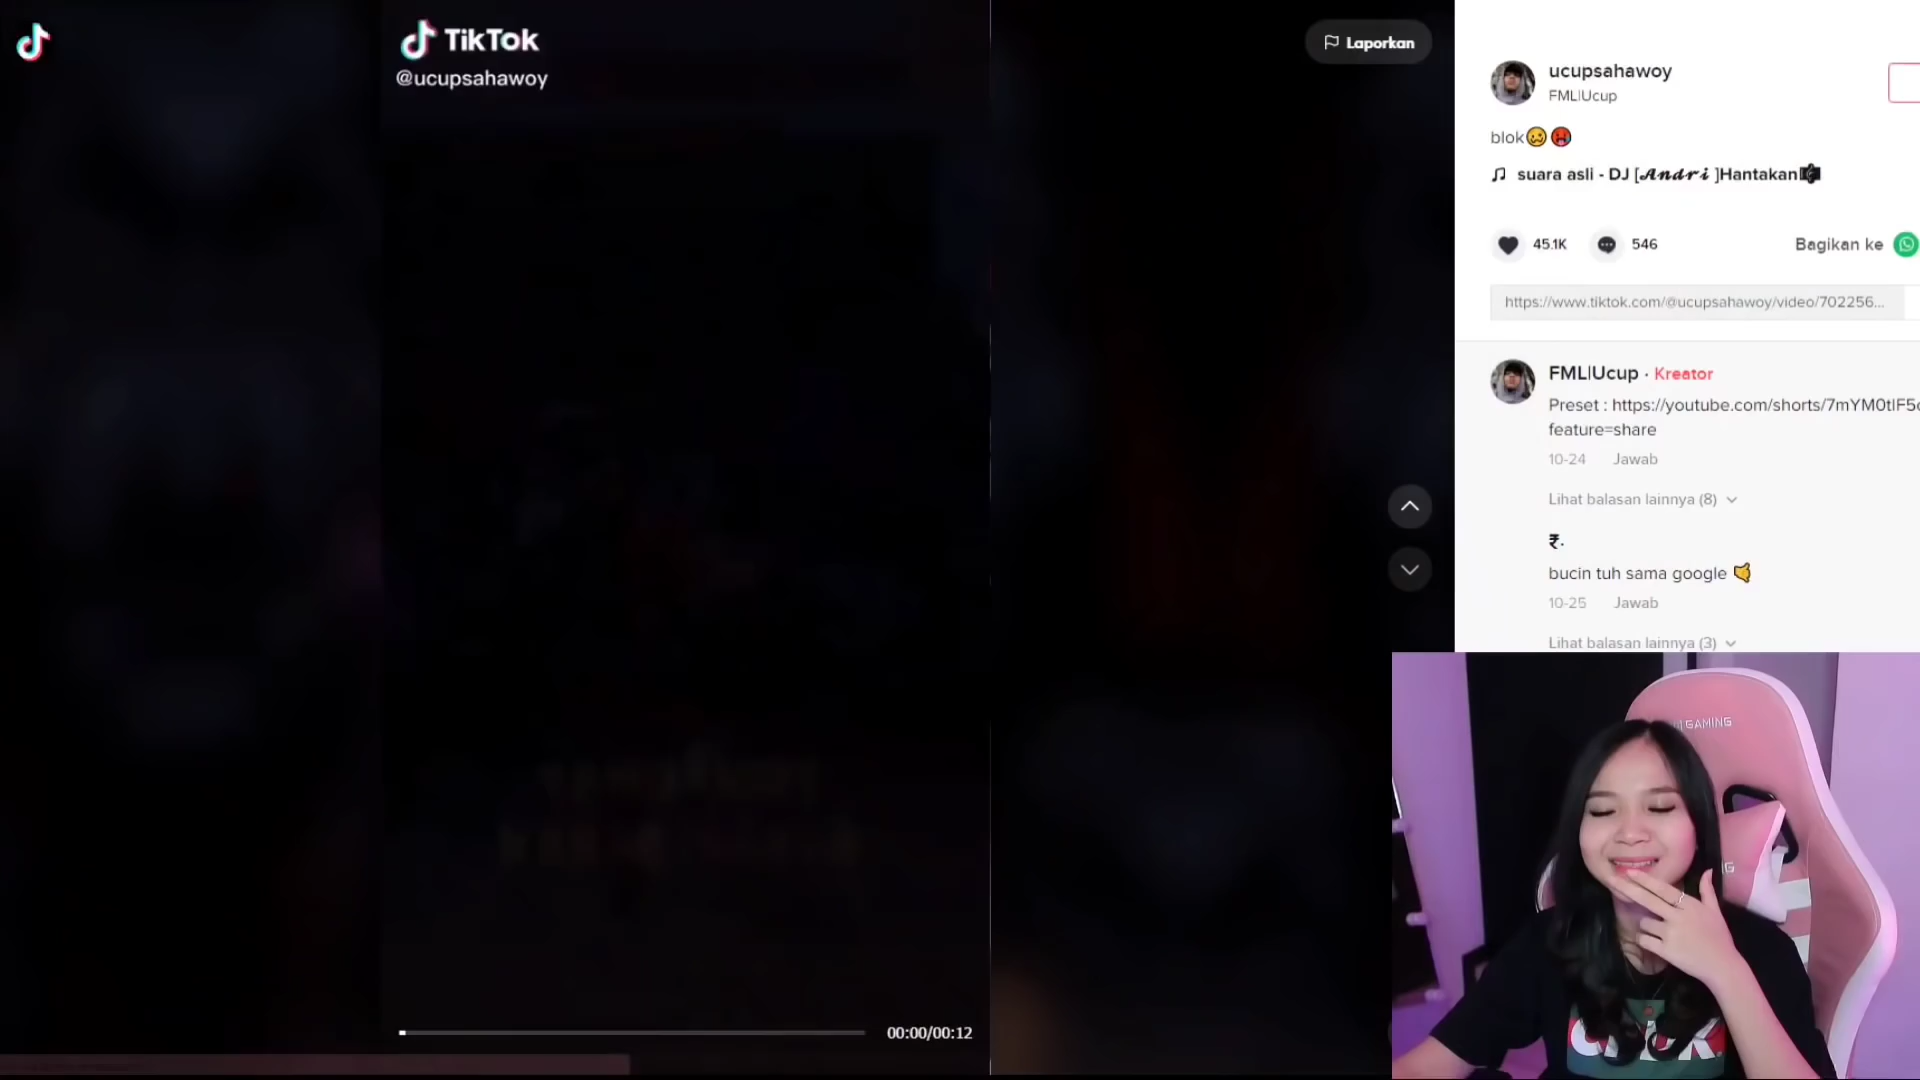 TikTok
@ucupsahawoy
Laporkan
ucupsahawoy
FML|Ucup
blok🥴🤬
suara asli - DJ [𝓐𝓷𝓭𝓻𝓲 ]Hantakan
45.1K
546
Bagikan ke
https://www.tiktok.com/@ucupsahawoy/video/702256...
FML|Ucup · Kreator
Preset : https://youtube.com/shorts/7mYM0tIF5
feature=share
10-24 Jawab
Lihat balasan lainnya (8)
₹.
bucin tuh sama google 🤙
10-25 Jawab
Lihat balasan lainnya (3)
00:00/00:12
GAMING